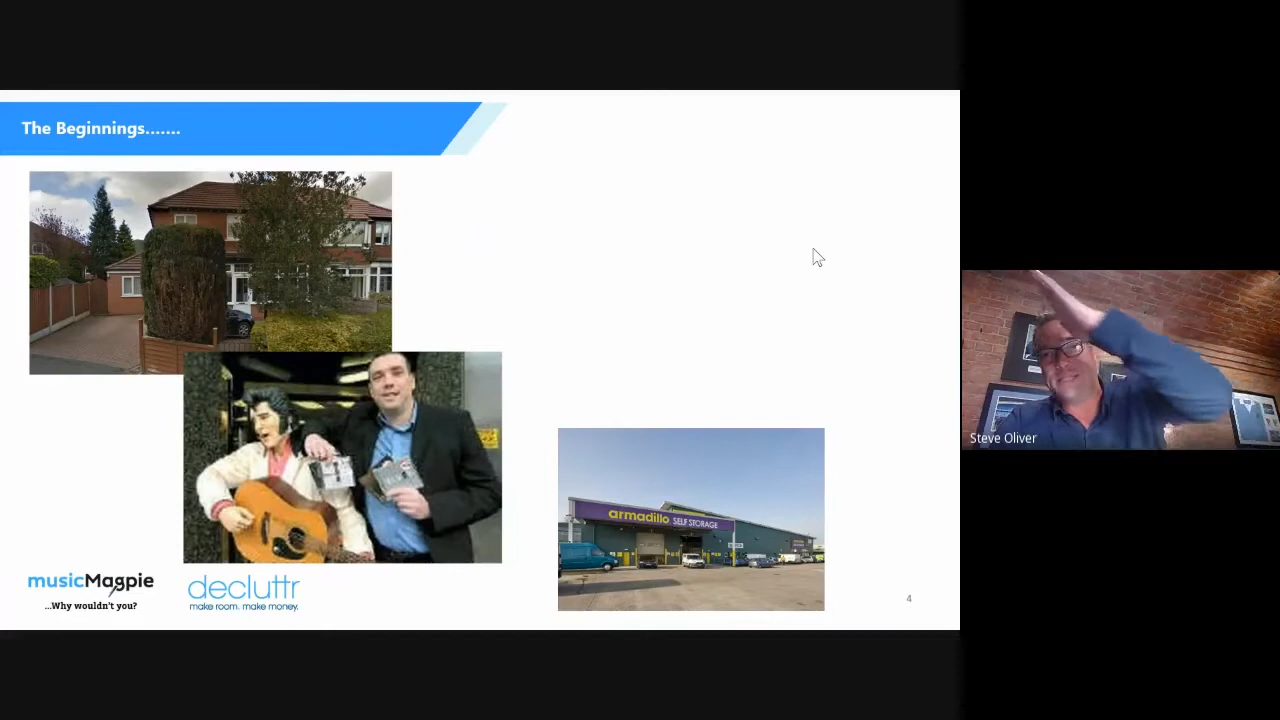 The Beginnings.......
armadillo SELF STORAGE
musicMagpie
...Why wouldn't you?
decluttr
make room. make money.
4
Steve Oliver